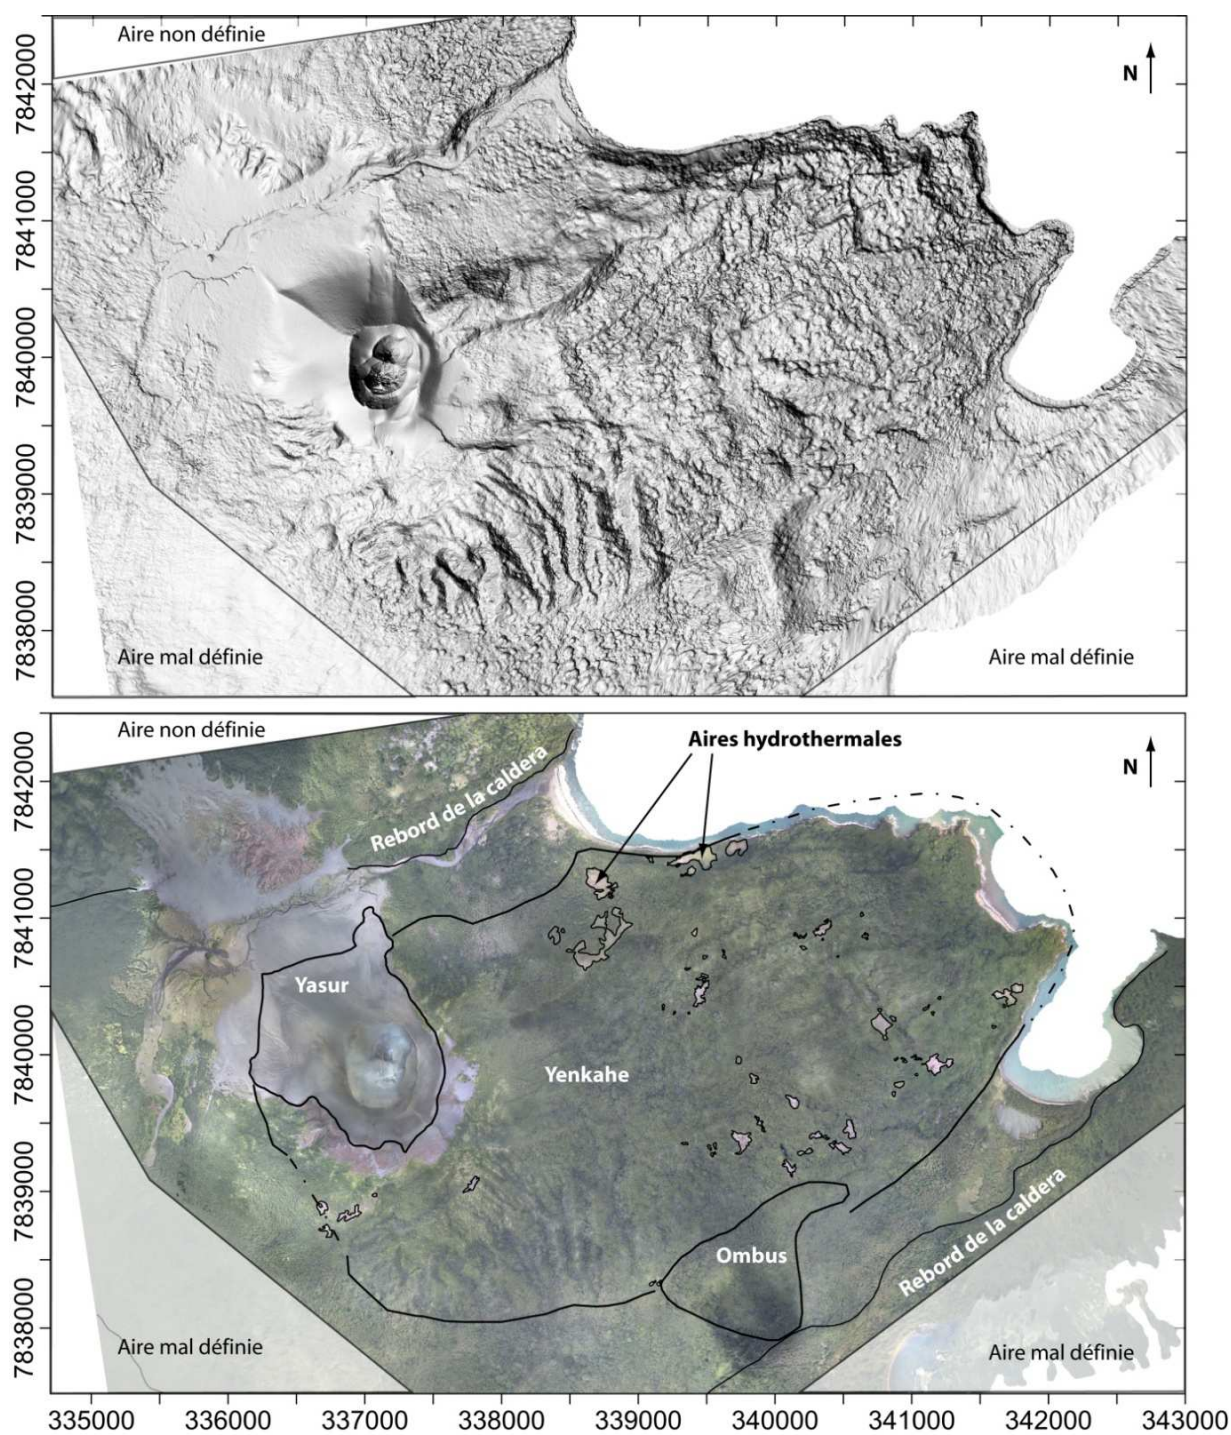 Aire non définie
N
7842000
7841000
7840000
7839000
7838000
Aire mal définie
Aire mal définie
Aire non définie
Aires hydrothermales
N
Rebord de la caldera
7842000
7841000
Yasur
7840000
Yenkahe
7839000
Ombus
Rebord de la caldera
7838000
Aire mal définie
Aire mal définie
335000 336000 337000 338000 339000 340000 341000 342000 343000